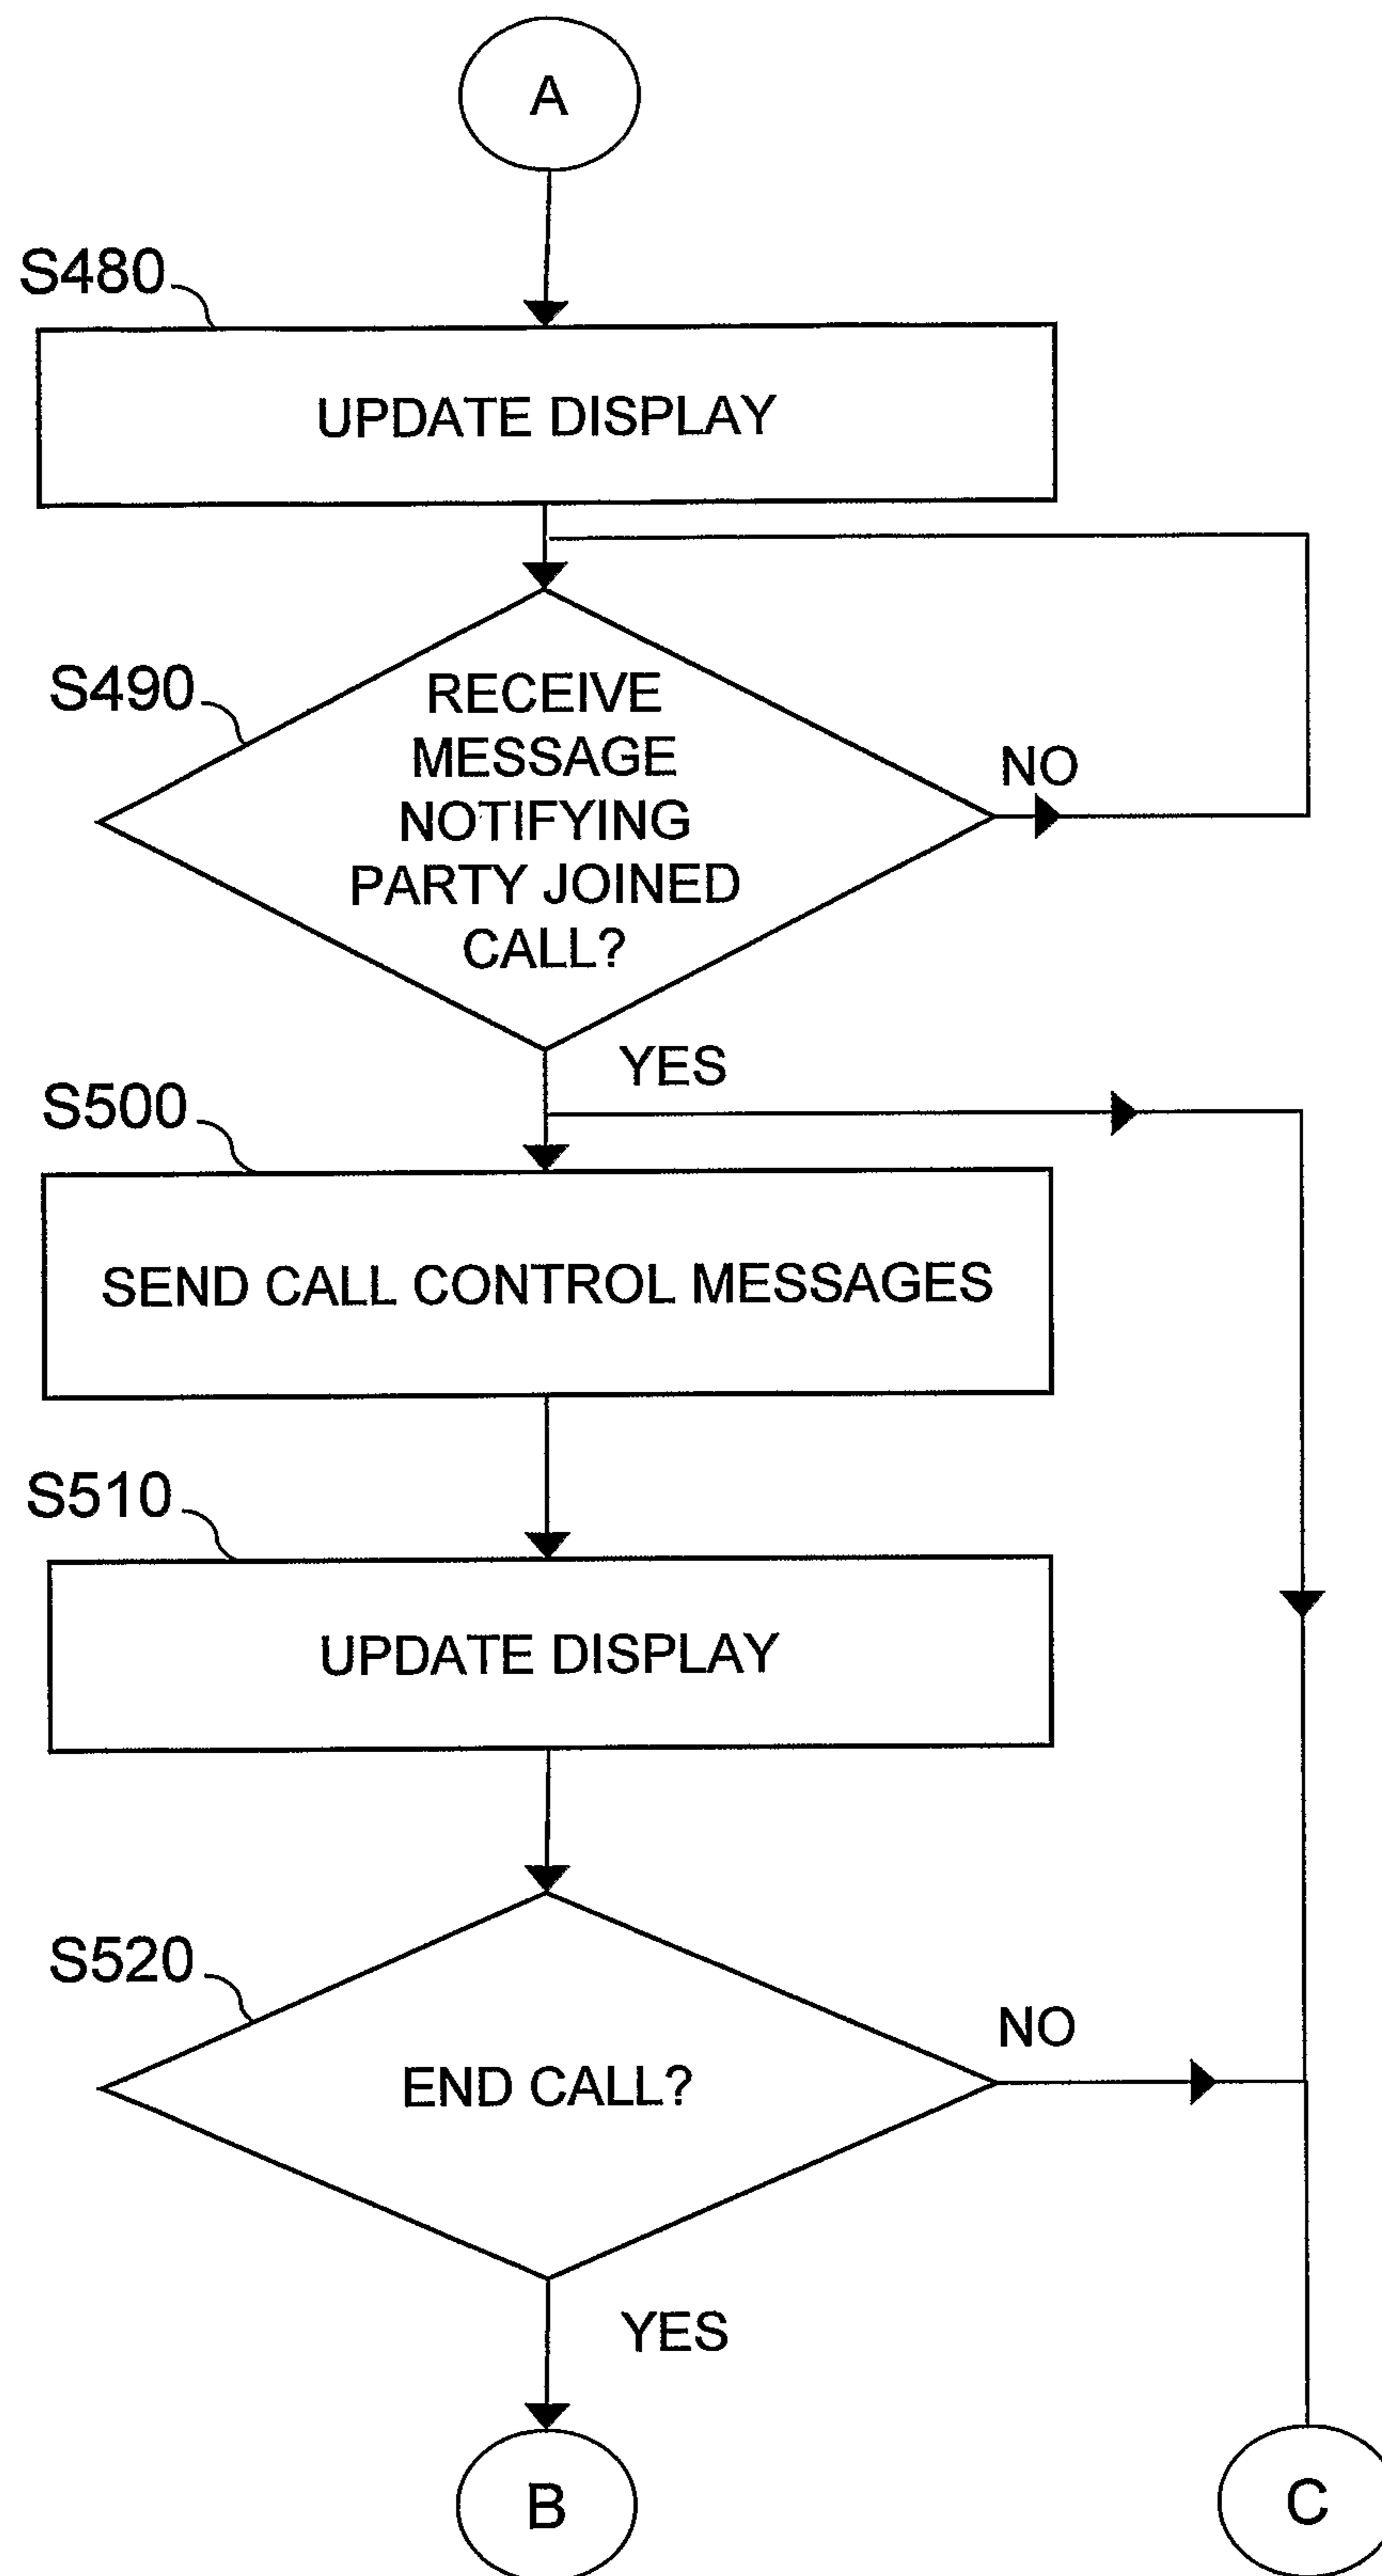 A
S480
UPDATE DISPLAY
S490
RECEIVE
MESSAGE
NOTIFYING
PARTY JOINED
CALL?
NO
YES
S500
SEND CALL CONTROL MESSAGES
S510
UPDATE DISPLAY
S520
END CALL?
NO
YES
B
C